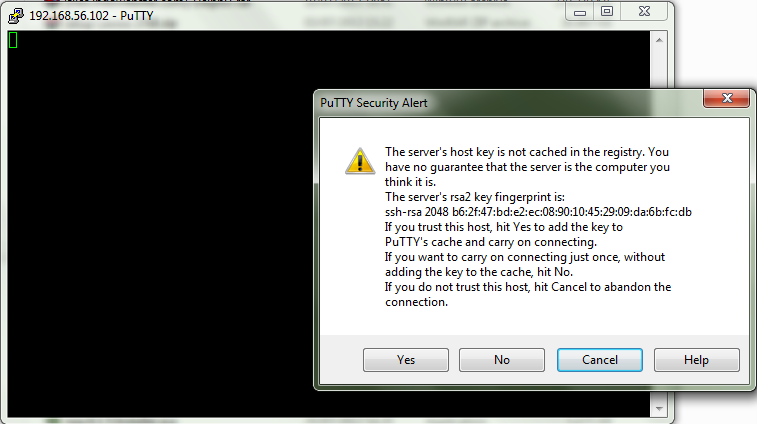 192.168.56.102 - PuTTY
PuTTY Security Alert
The server's host key is not cached in the registry. You
have no guarantee that the server is the computer you
think it is.
The server's rsa2 key fingerprint is:
ssh-rsa 2048 b6:2f:47:bd:e2:ec:08:90:10:45:29:09:da:6b:fc:db
If you trust this host, hit Yes to add the key to
PuTTY's cache and carry on connecting.
If you want to carry on connecting just once, without
adding the key to the cache, hit No.
If you do not trust this host, hit Cancel to abandon the
connection.
Yes No Cancel Help